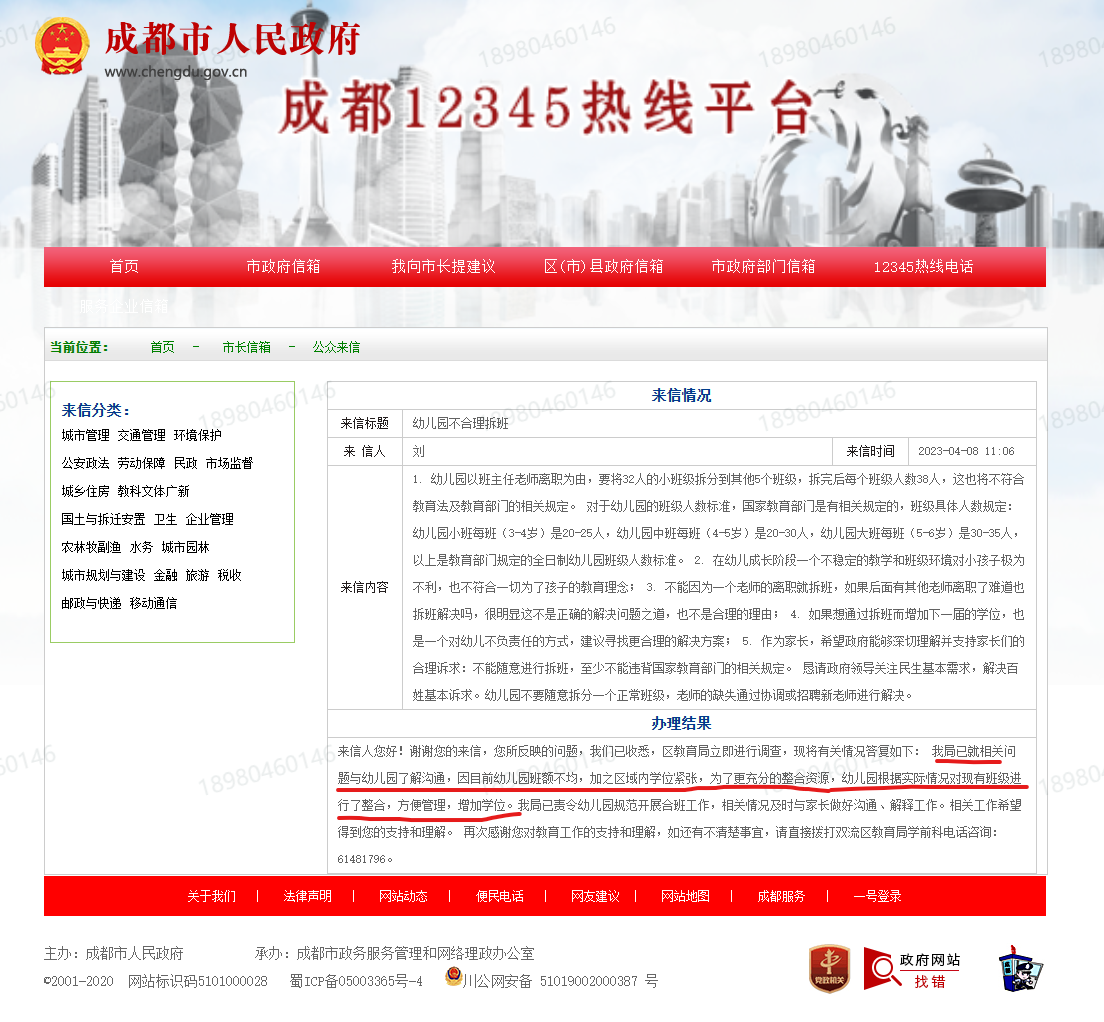 成都市人民政府
www.chengdu.gov.cn
成都12345热线平台
首页 市政府信箱 我向市长提建议 区(市)县政府信箱 市政府部门信箱 12345热线电话
当前位置： 首页 - 市长信箱 - 公众来信
来信分类：
城市管理 交通管理 环境保护
公安政法 劳动保障 民政 市场监督
城乡住房 教科文体广新
国土与拆迁安置 卫生 企业管理
农林牧副渔 水务 城市园林
城市规划与建设 金融 旅游 税收
邮政与快递 移动通信
来信情况
来信标题 幼儿园不合理拆班
来 信人 刘 来信时间 2023-04-08 11:06
来信内容
1. 幼儿园以班主任老师离职为由，要将32人的小班级拆分到其他5个班级，拆完后每个班级人数38人，这也将不符合
教育法及教育部门的相关规定。 对于幼儿园的班级人数标准，国家教育部门是有相关规定的，班级具体人数规定：
幼儿园小班每班（3-4岁）是20-25人，幼儿园中班每班（4-5岁）是20-30人，幼儿园大班每班（5-6岁）是30-35人，
以上是教育部门规定的全日制幼儿园班级人数标准。 2. 在幼儿成长阶段一个不稳定的教学和班级环境对小孩子极为
不利，也不符合一切为了孩子的教育理念； 3. 不能因为一个老师的离职就拆班，如果后面有其他老师离职了难道也
拆班解决吗，很明显这不是正确的解决问题之道，也不是合理的理由； 4. 如果想通过拆班而增加下一届的学位，也
是一个对幼儿不负责任的方式，建议寻找更合理的解决方案； 5. 作为家长，希望政府能够深切理解并支持家长们的
合理诉求：不能随意进行拆班，至少不能违背国家教育部门的相关规定。 恳请政府领导关注民生基本需求，解决百
姓基本诉求。幼儿园不要随意拆分一个正常班级，老师的缺失通过协调或招聘新老师进行解决。
办理结果
来信人您好！谢谢您的来信，您所反映的问题，我们已收悉，区教育局立即进行调查，现将有关情况答复如下： 我局已就相关问
题与幼儿园了解沟通，因目前幼儿园班额不均，加之区域内学位紧张，为了更充分的整合资源，幼儿园根据实际情况对现有班级进
行了整合，方便管理，增加学位。我局已责令幼儿园规范开展合班工作，相关情况及时与家长做好沟通、解释工作。相关工作希望
得到您的支持和理解。 再次感谢您对教育工作的支持和理解，如还有不清楚事宜，请直接拨打双流区教育局学前科电话咨询：
61481796。
关于我们 | 法律声明 | 网站动态 | 便民电话 | 网友建议 | 网站地图 | 成都服务 | 一号登录
主办：成都市人民政府 承办：成都市政务服务管理和网络理政办公室
©2001-2020 网站标识码5101000028 蜀ICP备05003365号-4 川公网安备 51019002000387 号
党政机关
政府网站
找错
18980460146